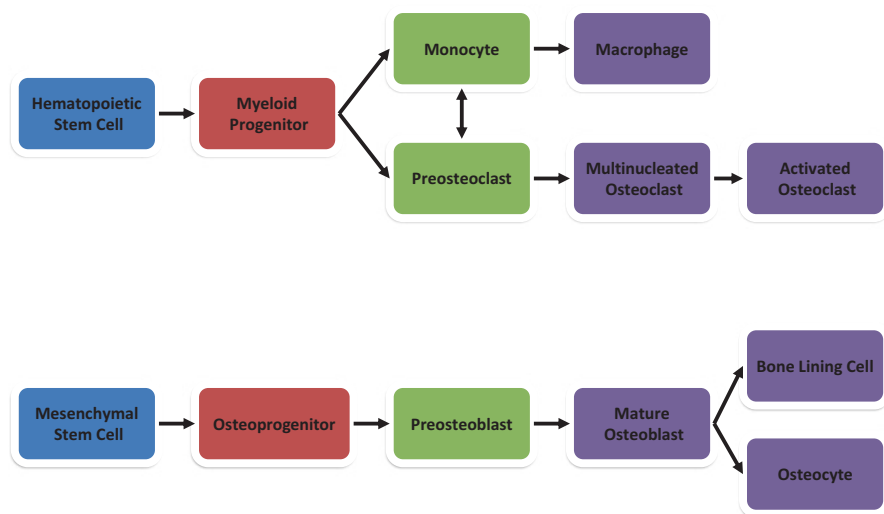 Monocyte
Macrophage
Hematopoietic
Stem Cell
Myeloid
Progenitor
Preosteoclast
Multinucleated
Osteoclast
Activated
Osteoclast
Bone Lining Cell
Mesenchymal
Stem Cell
Osteoprogenitor
Preosteoblast
Mature
Osteoblast
Osteocyte